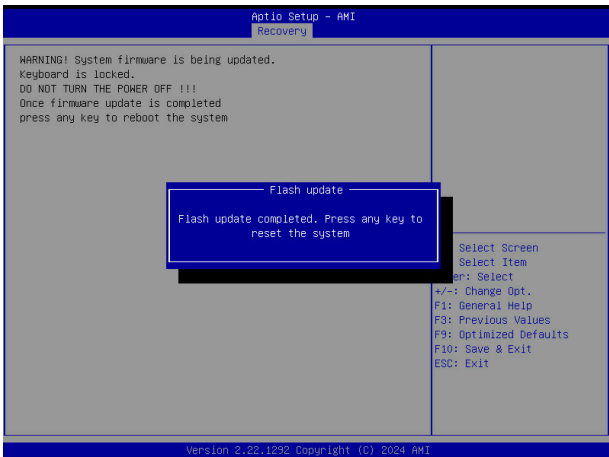 Aptio Setup - AMI
Recovery
WARNING! System firmware is being updated.
Keyboard is locked.
DO NOT TURN THE POWER OFF !!!
Once firmware update is completed
press any key to reboot the system
Flash update
Flash update completed. Press any key to
reset the system
Select Screen
Select Item
er: Select
+/-: Change Opt.
F1: General Help
F3: Previous Values
F9: Optimized Defaults
F10: Save & Exit
ESC: Exit
Version 2.22.1292 Copyright (C) 2024 AMI